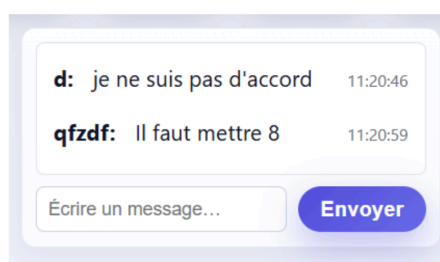 d: je ne suis pas d'accord 11:20:46
qfzdf: Il faut mettre 8 11:20:59
Écrire un message… Envoyer